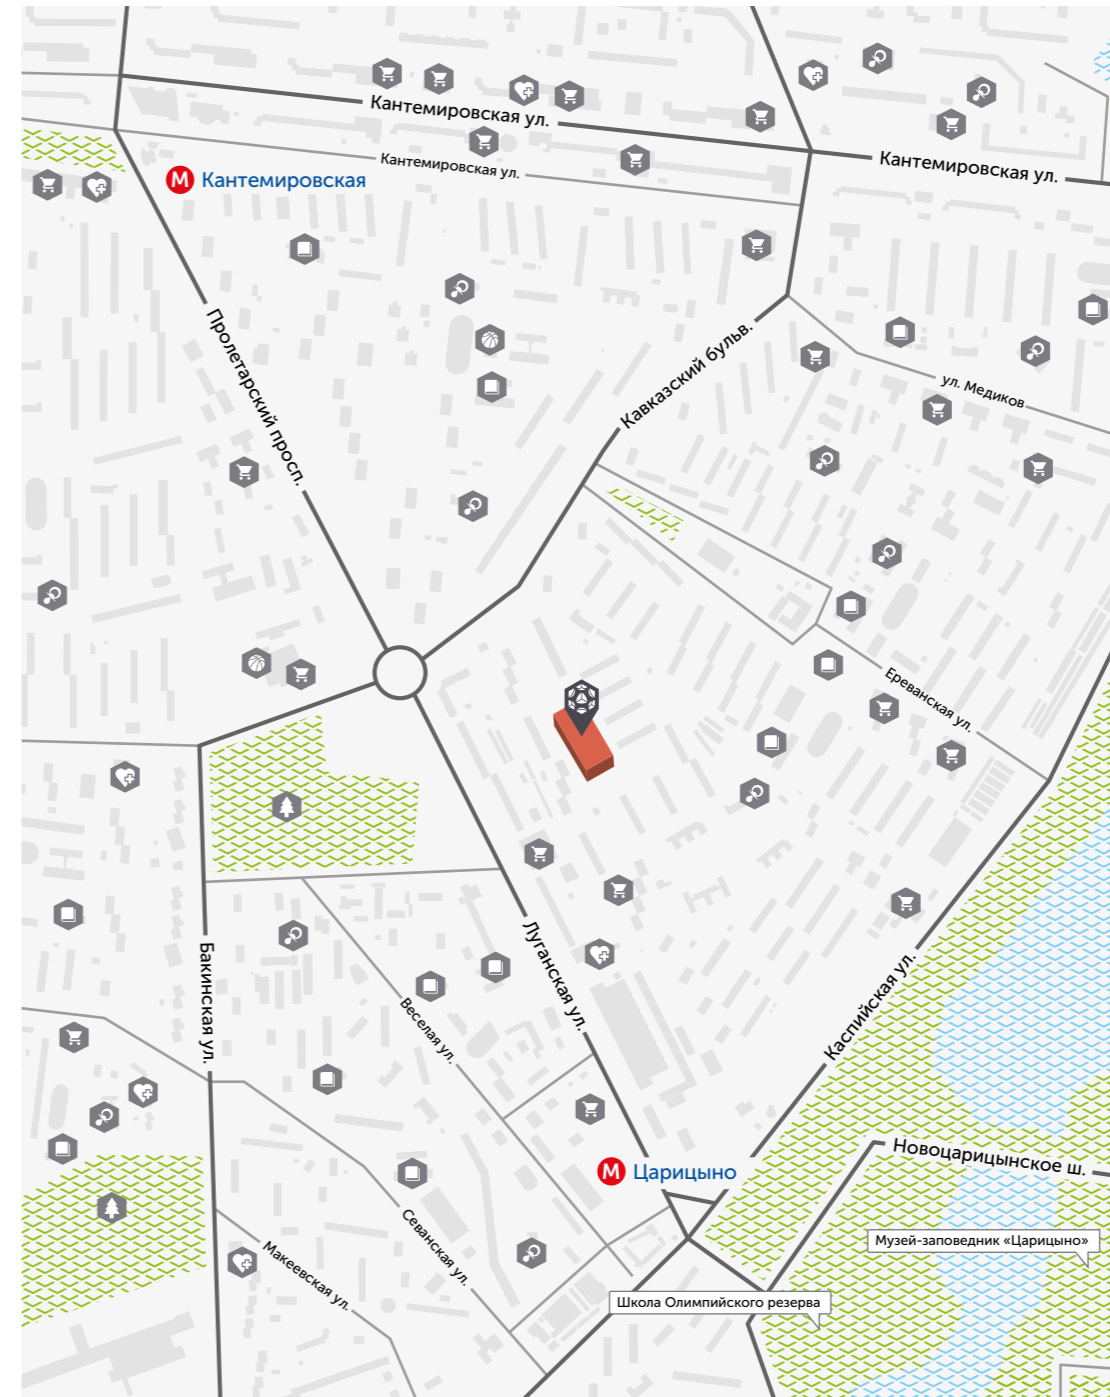 Кантемировская ул.
Кантемировская ул.
Кантемировская ул.
М Кантемировская
Пролетарский просп.
Кавказский бульв.
ул. Медиков
Ереванская ул.
Луганская ул.
Бакинская ул.
Веселая ул.
Каспийская ул.
Новоцарицынское ш.
М Царицыно
Севанская ул.
Макеевская ул.
Музей-заповедник «Царицыно»
Школа Олимпийского резерва